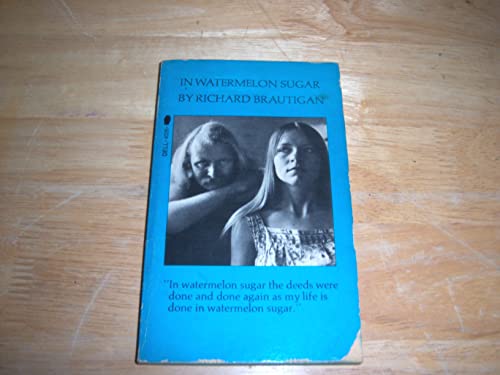 IN WATERMELON SUGAR
BY RICHARD BRAUTIGAN
DELL
"In watermelon sugar the deeds were
done and done again as my life is
done in watermelon sugar."